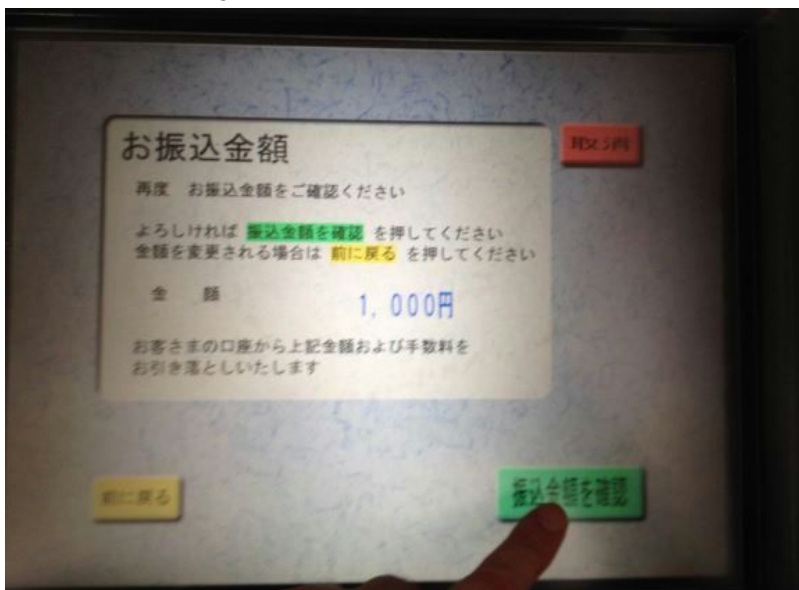 お振込金額
取消
再度 お振込金額をご確認ください
よろしければ 振込金額を確認 を押してください
金額を変更される場合は 前に戻る を押してください
金 額 1,000円
お客さまの口座から上記金額および手数料を
お引き落としいたします
前に戻る
振込金額を確認